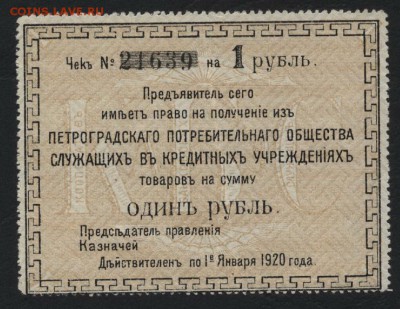 COINS.LAVE.RU
Чекъ № 21639 на 1 рубль.
Предъявитель сего
имѣетъ право на полученіе изъ
ПЕТРОГРАДСКАГО ПОТРЕБИТЕЛЬНАГО ОБЩЕСТВА
СЛУЖАЩИХЪ ВЪ КРЕДИТНЫХЪ УЧРЕЖДЕНІЯХЪ
товаровъ на сумму
ОДИНЪ РУБЛЬ.
Предсѣдатель правленія
Казначей
Дѣйствителенъ по 1е Января 1920 года.